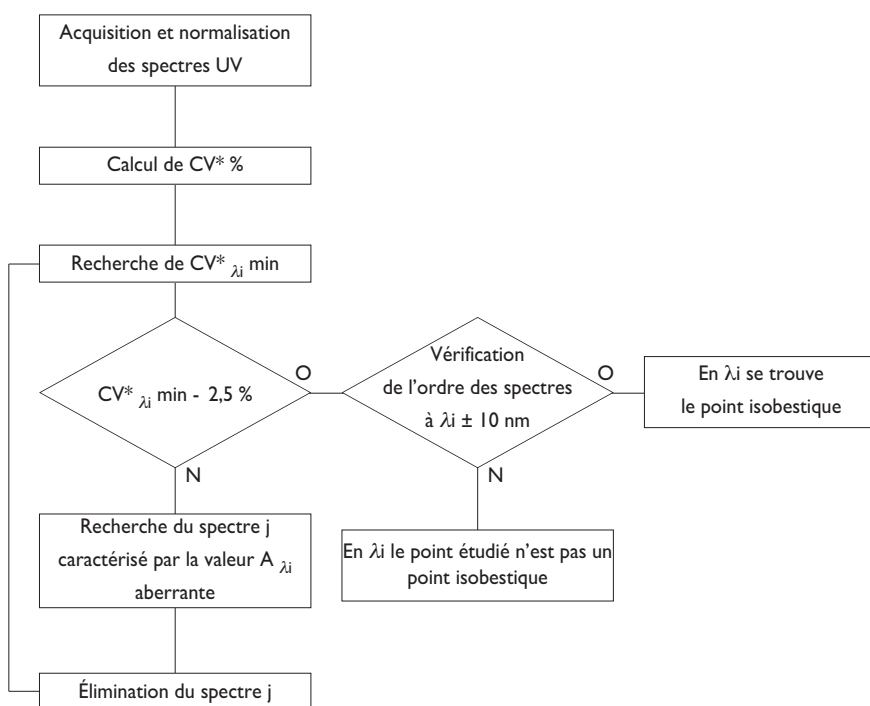 Acquisition et normalisation
des spectres UV
Calcul de CV* %
Recherche de CV* λi min
CV* λi min - 2,5 %
O
N
Vérification
de l'ordre des spectres
à λi ± 10 nm
O
N
En λi se trouve
le point isobestique
Recherche du spectre j
caractérisé par la valeur A λi
aberrante
En λi le point étudié n'est pas un
point isobestique
Élimination du spectre j